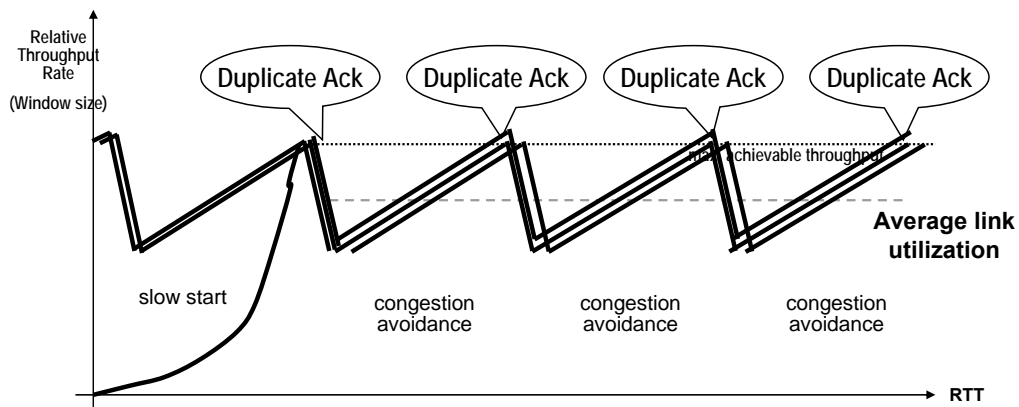 Relative
Throughput
Rate
(Window size)
Duplicate Ack
Duplicate Ack
Duplicate Ack
Duplicate Ack
max achievable throughput
Average link
utilization
slow start
congestion
avoidance
congestion
avoidance
congestion
avoidance
RTT